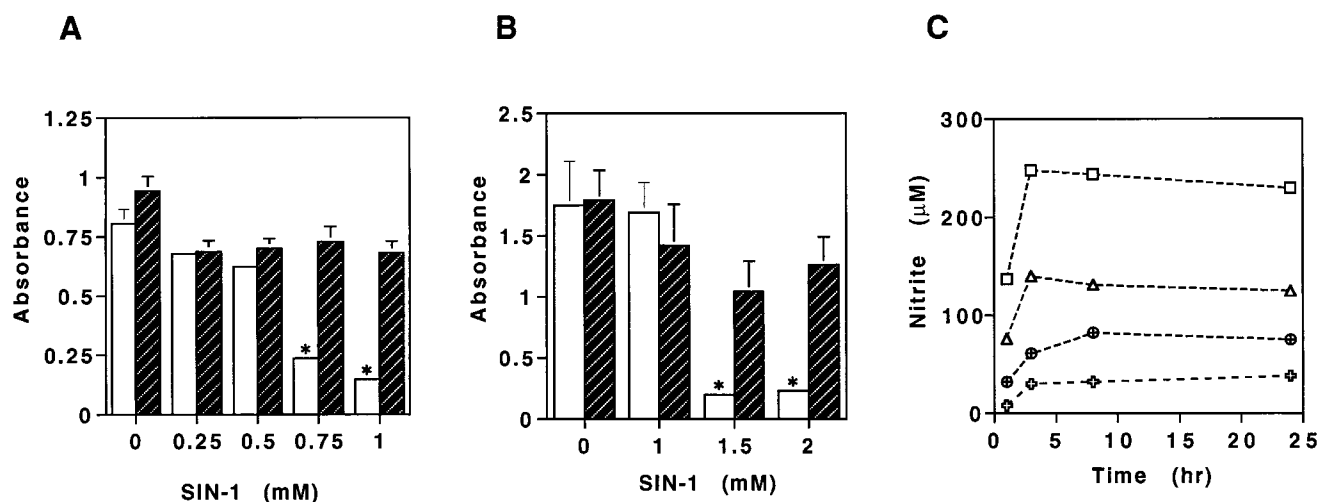 A
B
C
1.25
1
0.75
0.5
0.25
0
Absorbance
*
*
0 0.25 0.5 0.75 1
SIN-1 (mM)
2.5
2
1.5
1
0.5
0
Absorbance
*
*
0 1 1.5 2
SIN-1 (mM)
300
200
100
0
Nitrite (µM)
0 5 10 15 20 25
Time (hr)